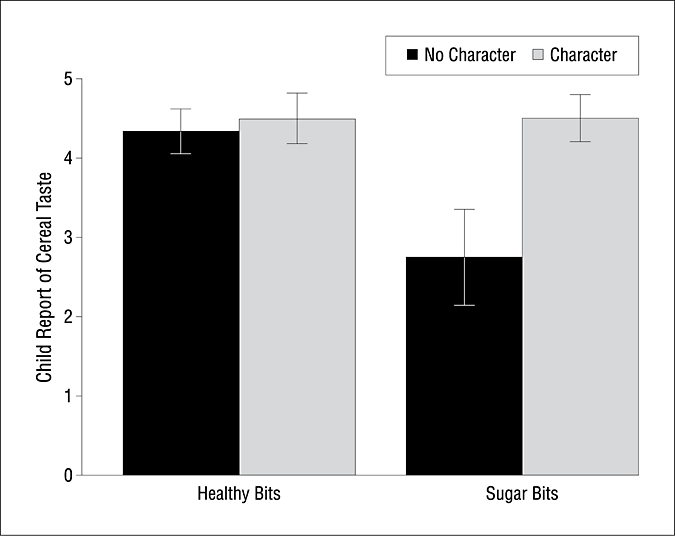 No Character Character
5
4
3
2
1
0
Child Report of Cereal Taste
Healthy Bits Sugar Bits